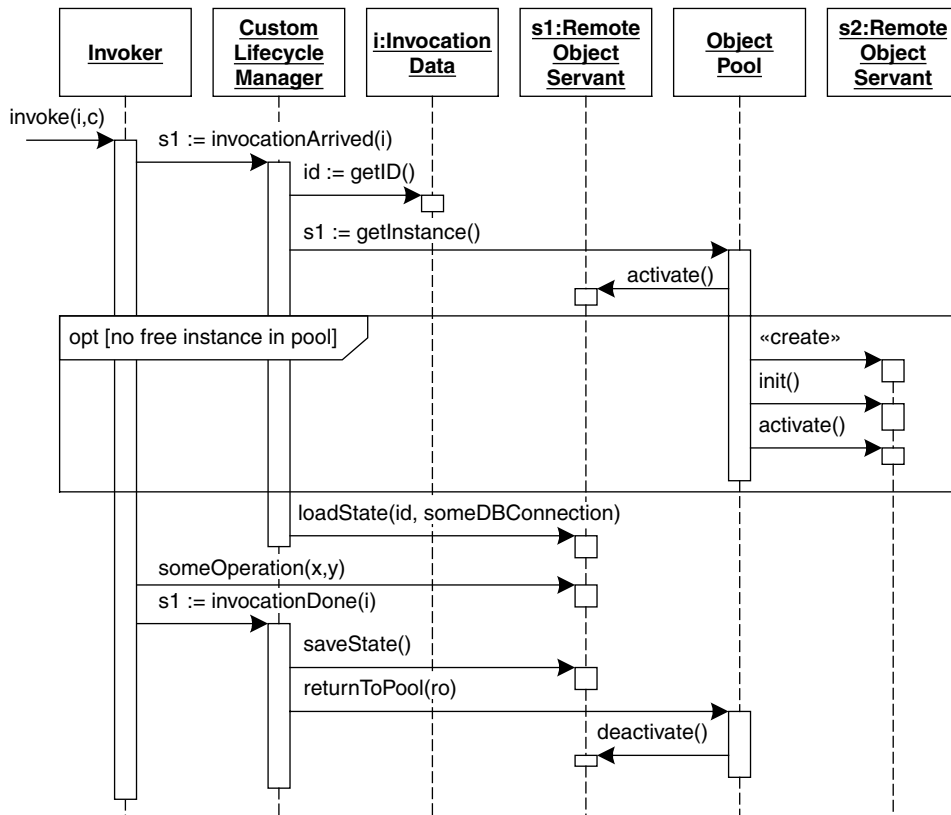 Invoker
Custom
Lifecycle
Manager
i:Invocation
Data
s1:Remote
Object
Servant
Object
Pool
s2:Remote
Object
Servant
invoke(i,c)
s1 := invocationArrived(i)
id := getID()
s1 := getInstance()
activate()
opt [no free instance in pool]
«create»
init()
activate()
loadState(id, someDBConnection)
someOperation(x,y)
s1 := invocationDone(i)
saveState()
returnToPool(ro)
deactivate()